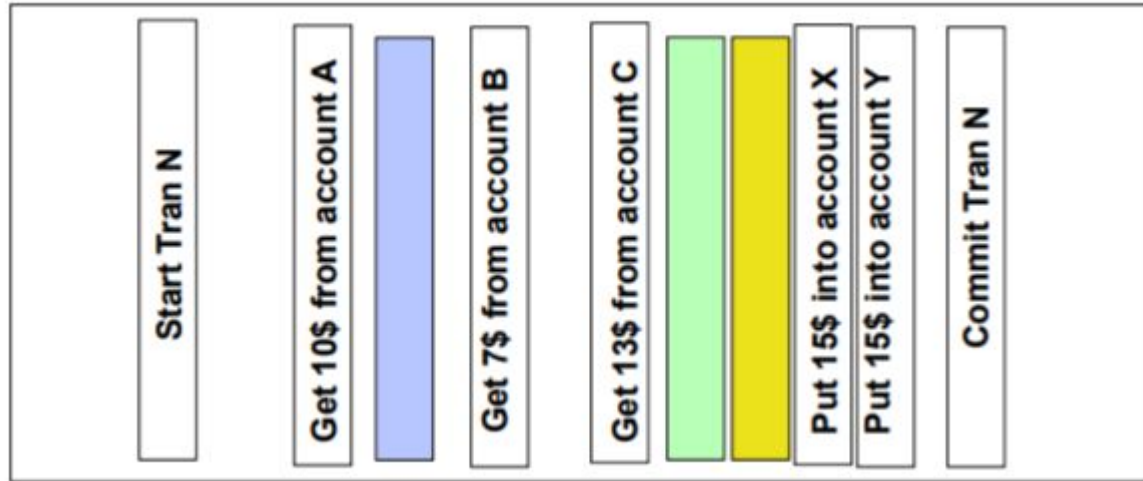 Start Tran N
Get 10$ from account A
Get 7$ from account B
Get 13$ from account C
Put 15$ into account X
Put 15$ into account Y
Commit Tran N